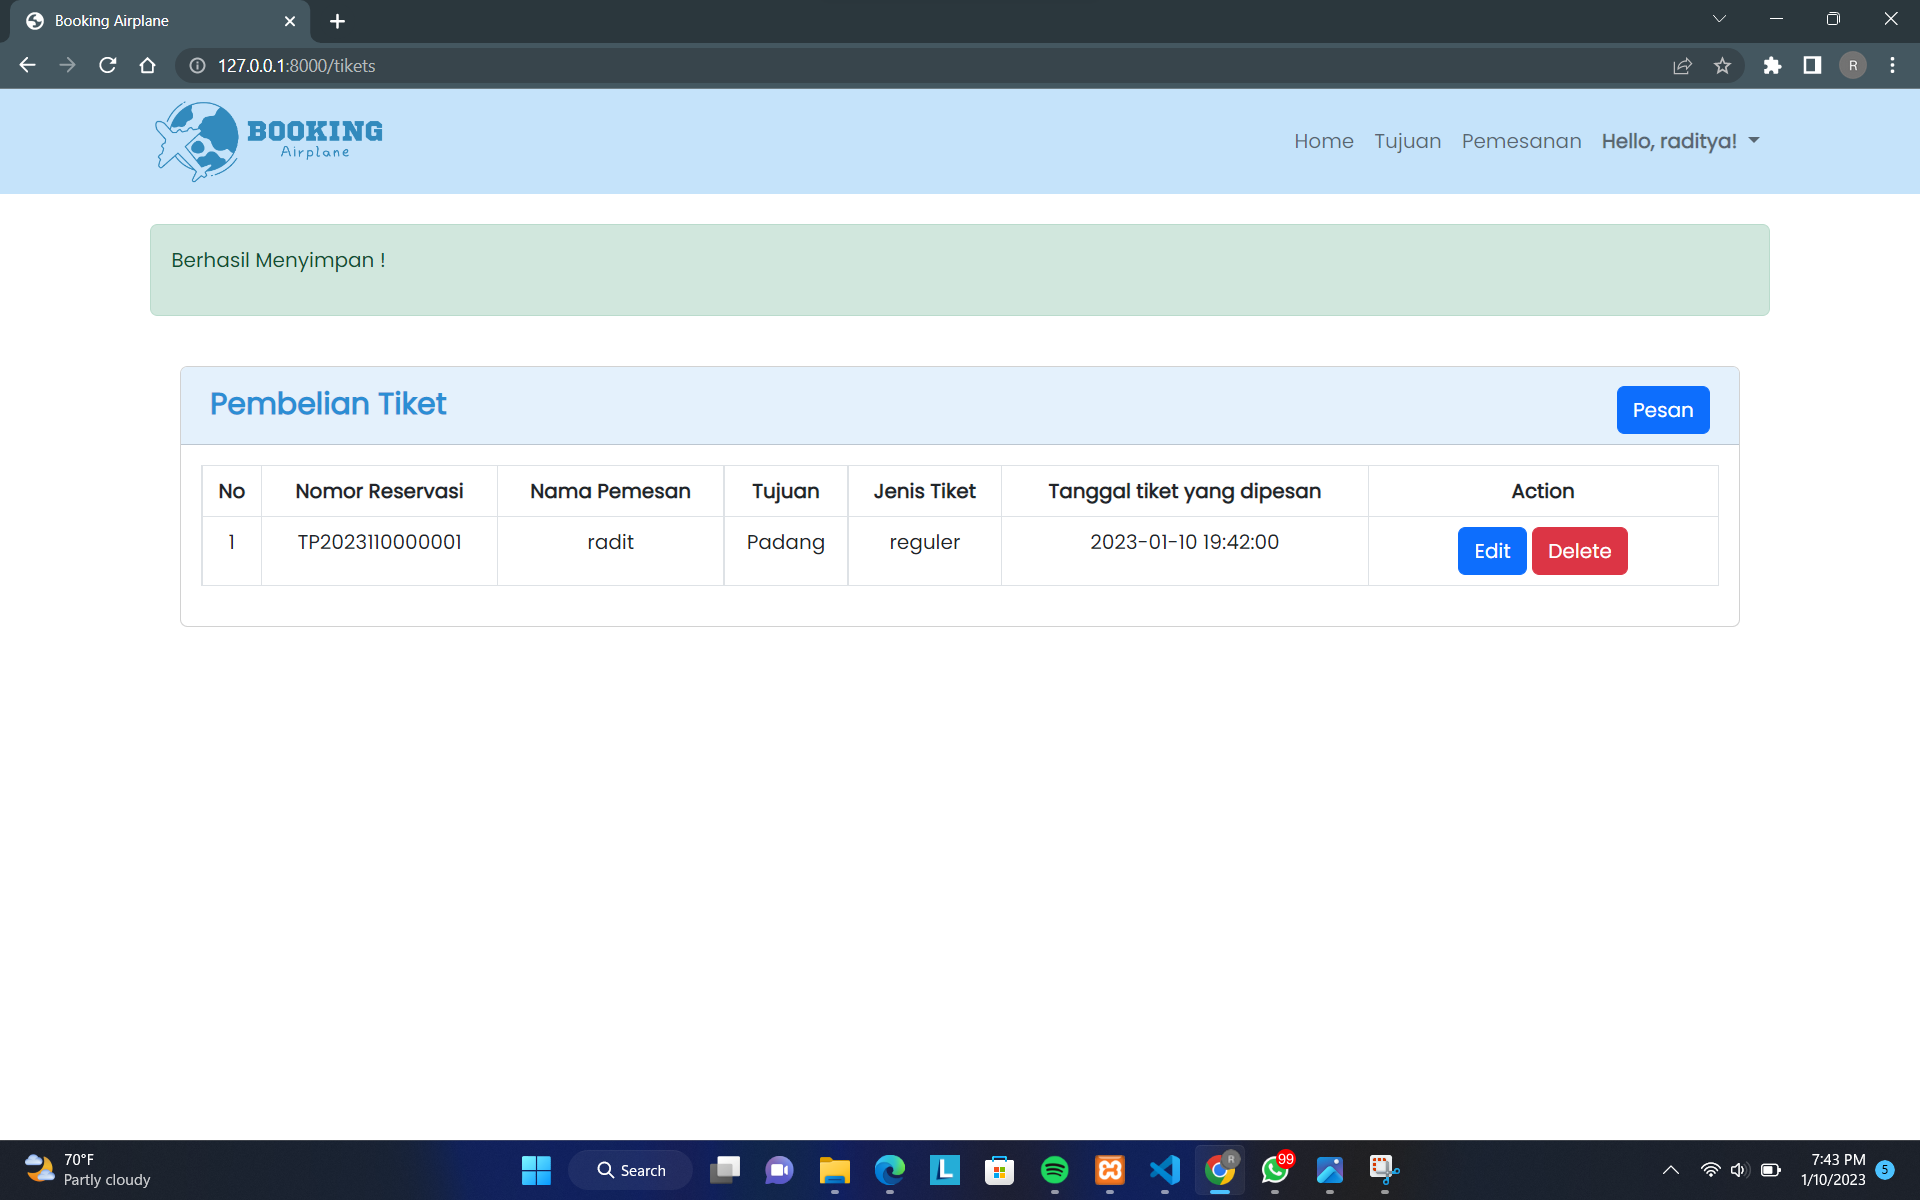 Booking Airplane
127.0.0.1:8000/tikets
R
BOOKING
Airplane
Home Tujuan Pemesanan Hello, raditya!
Berhasil Menyimpan !
Pembelian Tiket
Pesan
No Nomor Reservasi Nama Pemesan Tujuan Jenis Tiket Tanggal tiket yang dipesan Action
1 TP2023110000001 radit Padang reguler 2023-01-10 19:42:00 Edit Delete
70°F
Partly cloudy
Search
L
R
99
7:43 PM
1/10/2023
5